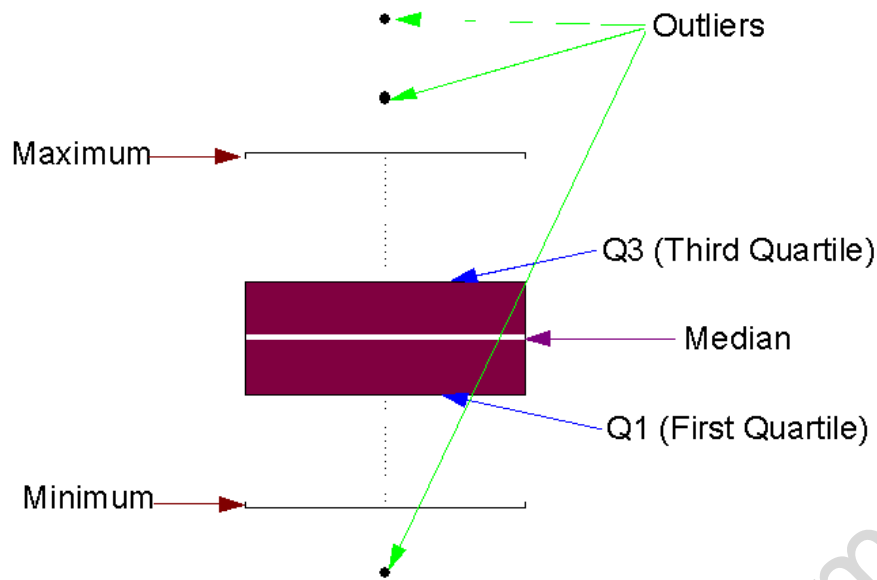 Outliers
Maximum
Q3 (Third Quartile)
Median
Q1 (First Quartile)
Minimum
m